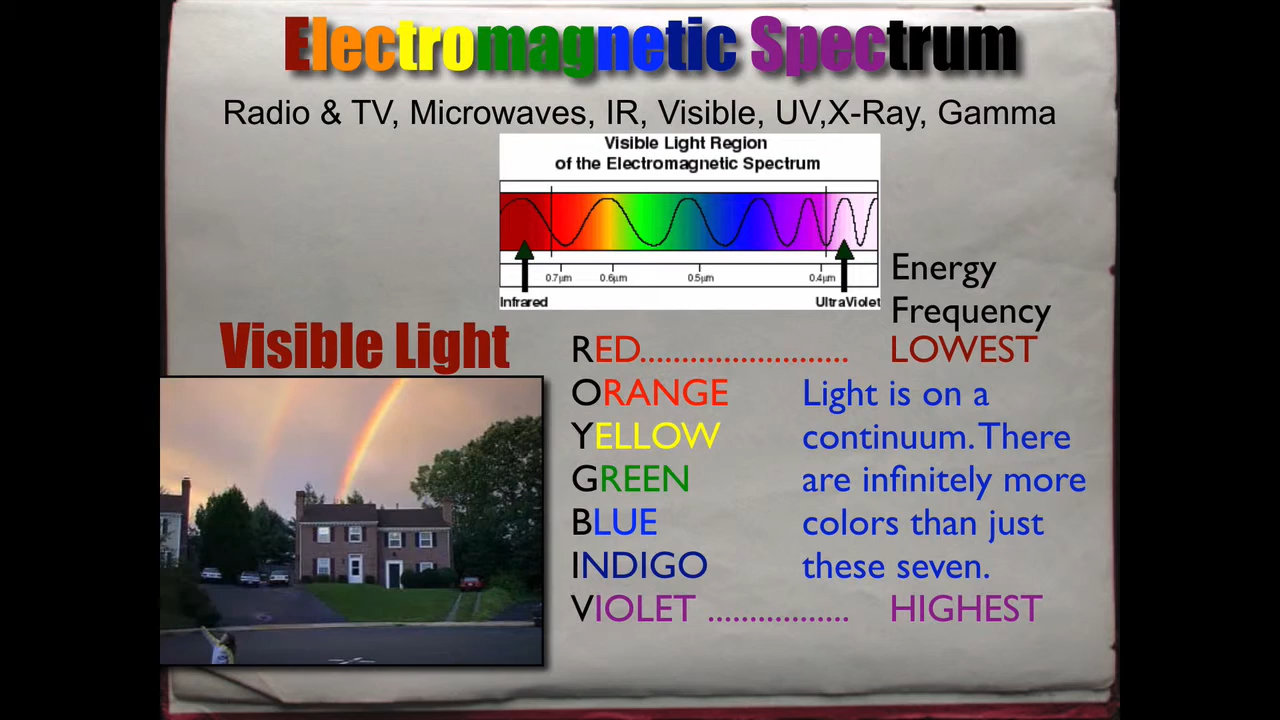 Electromagnetic Spectrum
Radio & TV, Microwaves, IR, Visible, UV,X-Ray, Gamma
Visible Light Region
of the Electromagnetic Spectrum
0.7µm 0.6µm 0.5µm 0.4µm
Infrared UltraViolet
Energy
Frequency
Visible Light
RED......................... LOWEST
ORANGE
YELLOW
GREEN
BLUE
INDIGO
VIOLET ................. HIGHEST
Light is on a
continuum. There
are infinitely more
colors than just
these seven.